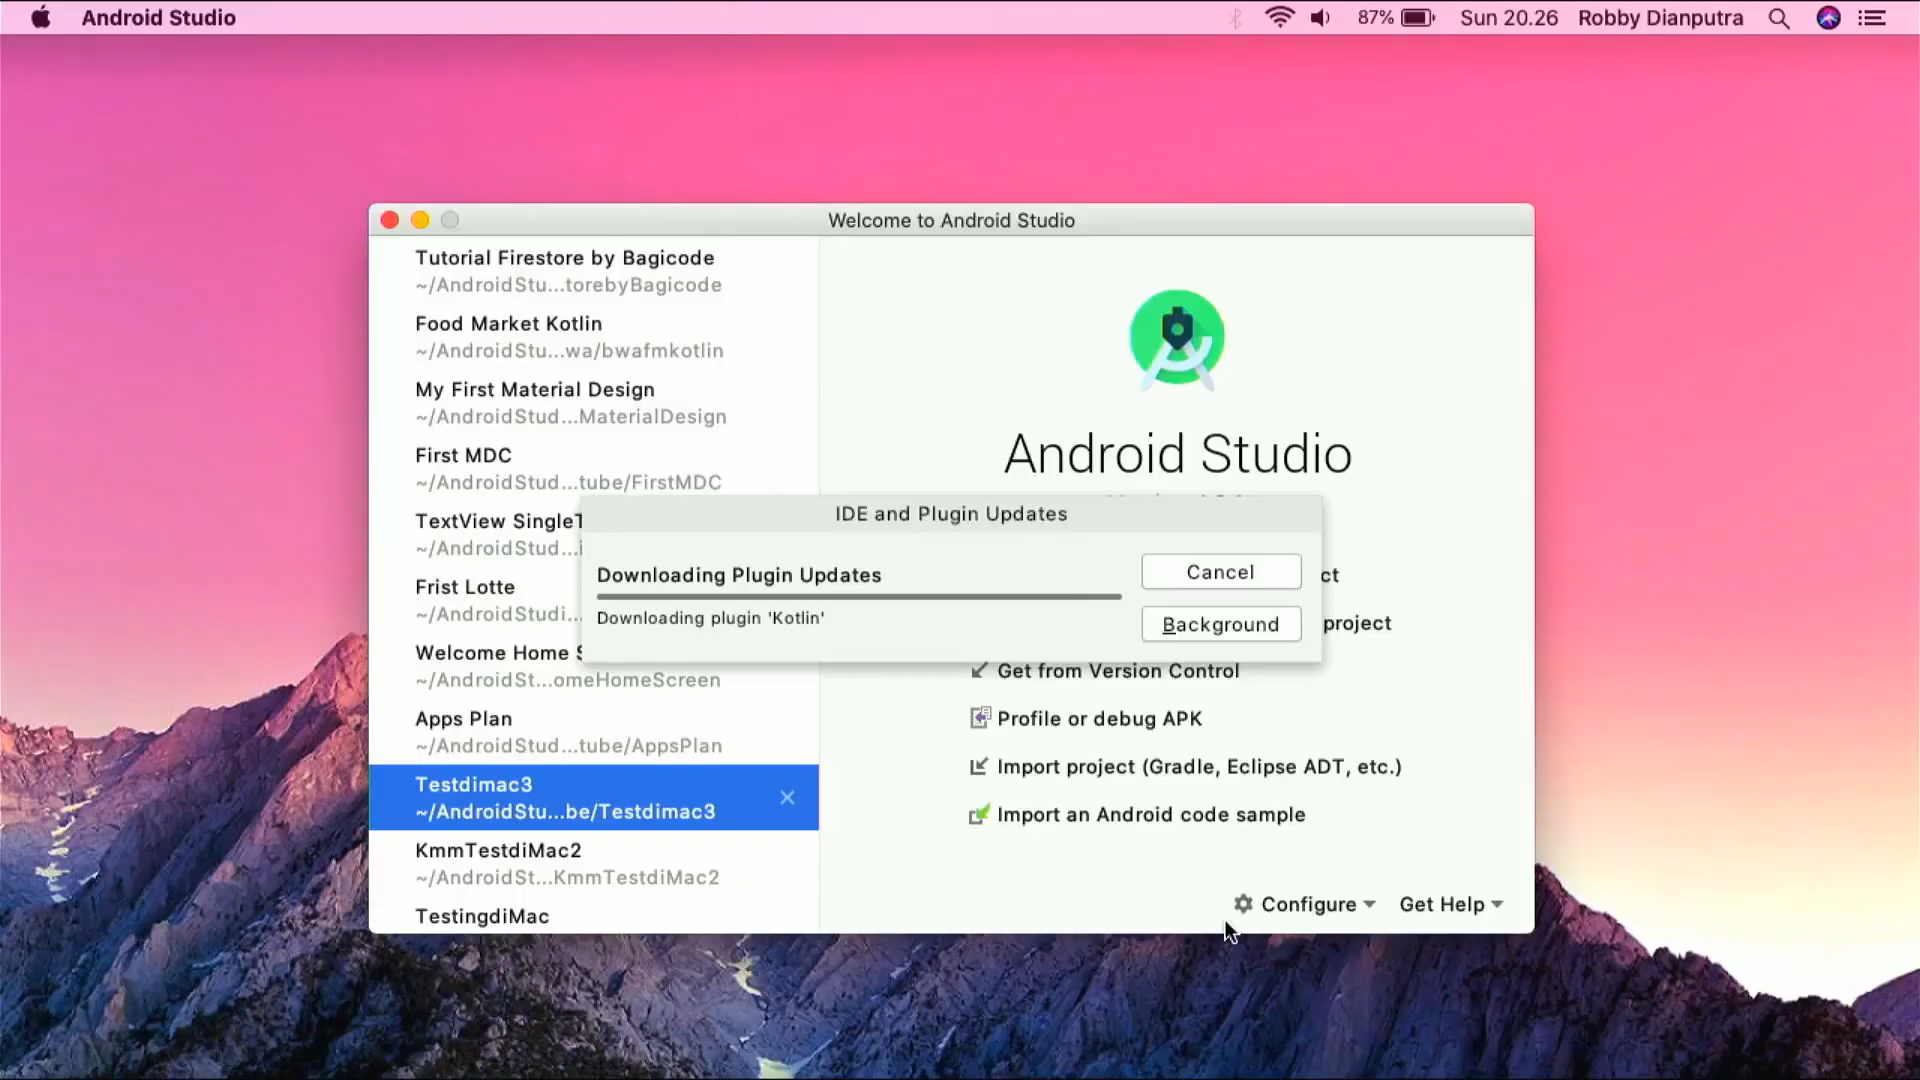 Android Studio
87%
Sun 20.26
Robby Dianputra
Welcome to Android Studio
Tutorial Firestore by Bagicode
~/AndroidStu...torebyBagicode
Food Market Kotlin
~/AndroidStu...wa/bwafmkotlin
My First Material Design
~/AndroidStud...MaterialDesign
First MDC
~/AndroidStud...tube/FirstMDC
TextView SingleT
~/AndroidStud...i
Frist Lotte
~/AndroidStudi...
Welcome Home S
~/AndroidSt...omeHomeScreen
Apps Plan
~/AndroidStud...tube/AppsPlan
Testdimac3
~/AndroidStu...be/Testdimac3
KmmTestdiMac2
~/AndroidSt...KmmTestdiMac2
TestingdiMac
Android Studio
IDE and Plugin Updates
Downloading Plugin Updates
Downloading plugin 'Kotlin'
Cancel
Background
ct
project
Get from Version Control
Profile or debug APK
Import project (Gradle, Eclipse ADT, etc.)
Import an Android code sample
Configure
Get Help